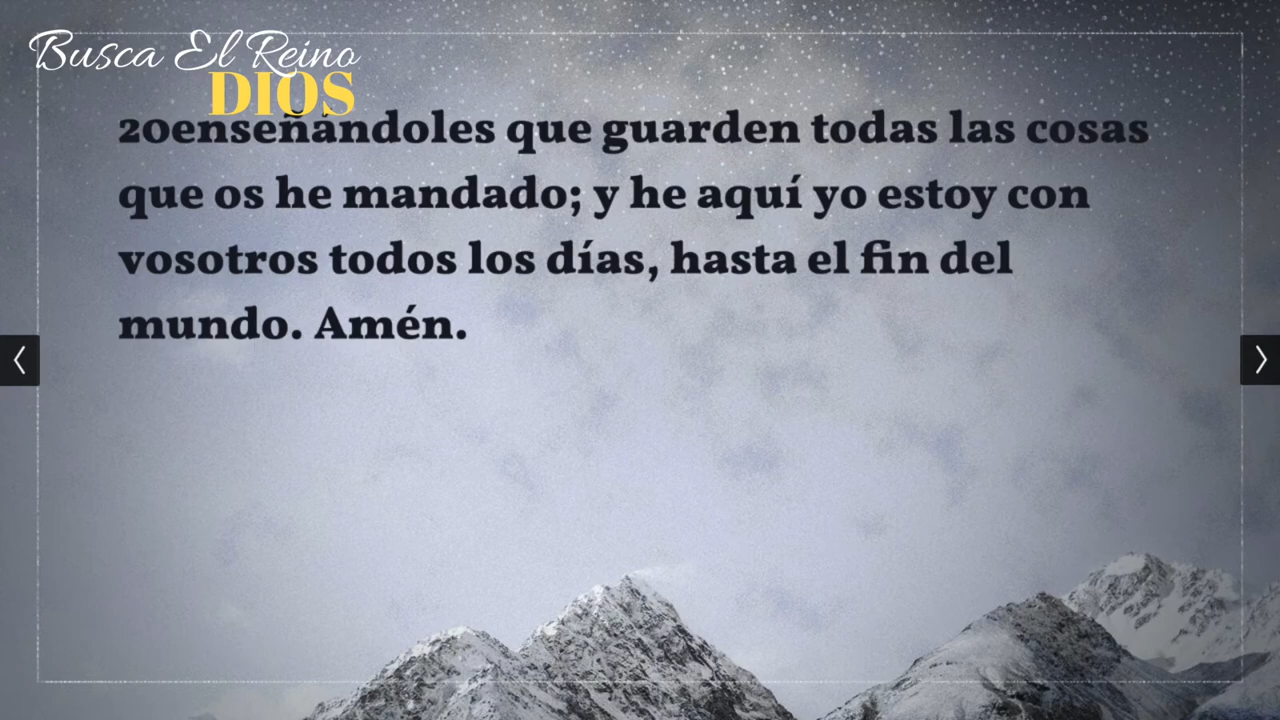 Busca El Reino
DIOS
20enseñándoles que guarden todas las cosas
que os he mandado; y he aquí yo estoy con
vosotros todos los días, hasta el fin del
mundo. Amén.